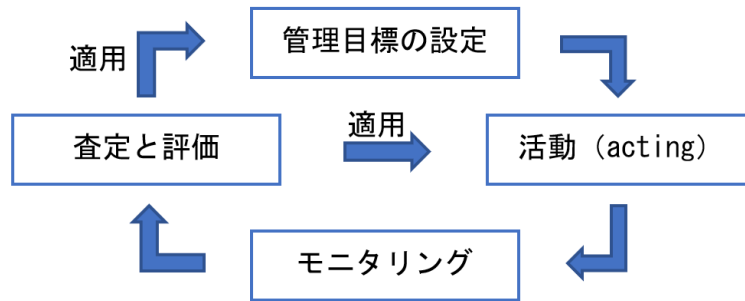 管理目標の設定
適用
査定と評価
適用
活動（acting）
モニタリング